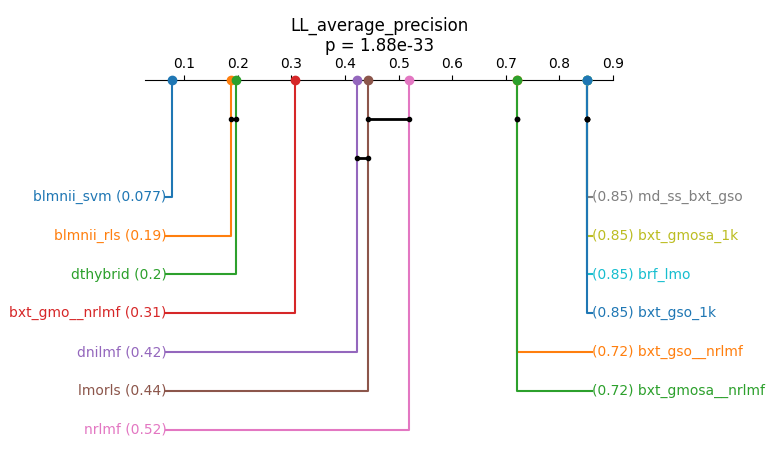 LL_average_precision
p = 1.88e-33
0.1 0.2 0.3 0.4 0.5 0.6 0.7 0.8 0.9
blmnii_svm (0.077)
(0.85) md_ss_bxt_gso
blmnii_rls (0.19)
(0.85) bxt_gmosa_1k
dthybrid (0.2)
(0.85) brf_lmo
bxt_gmo__nrlmf (0.31)
(0.85) bxt_gso_1k
dnilmf (0.42)
(0.72) bxt_gso__nrlmf
lmorls (0.44)
(0.72) bxt_gmosa__nrlmf
nrlmf (0.52)